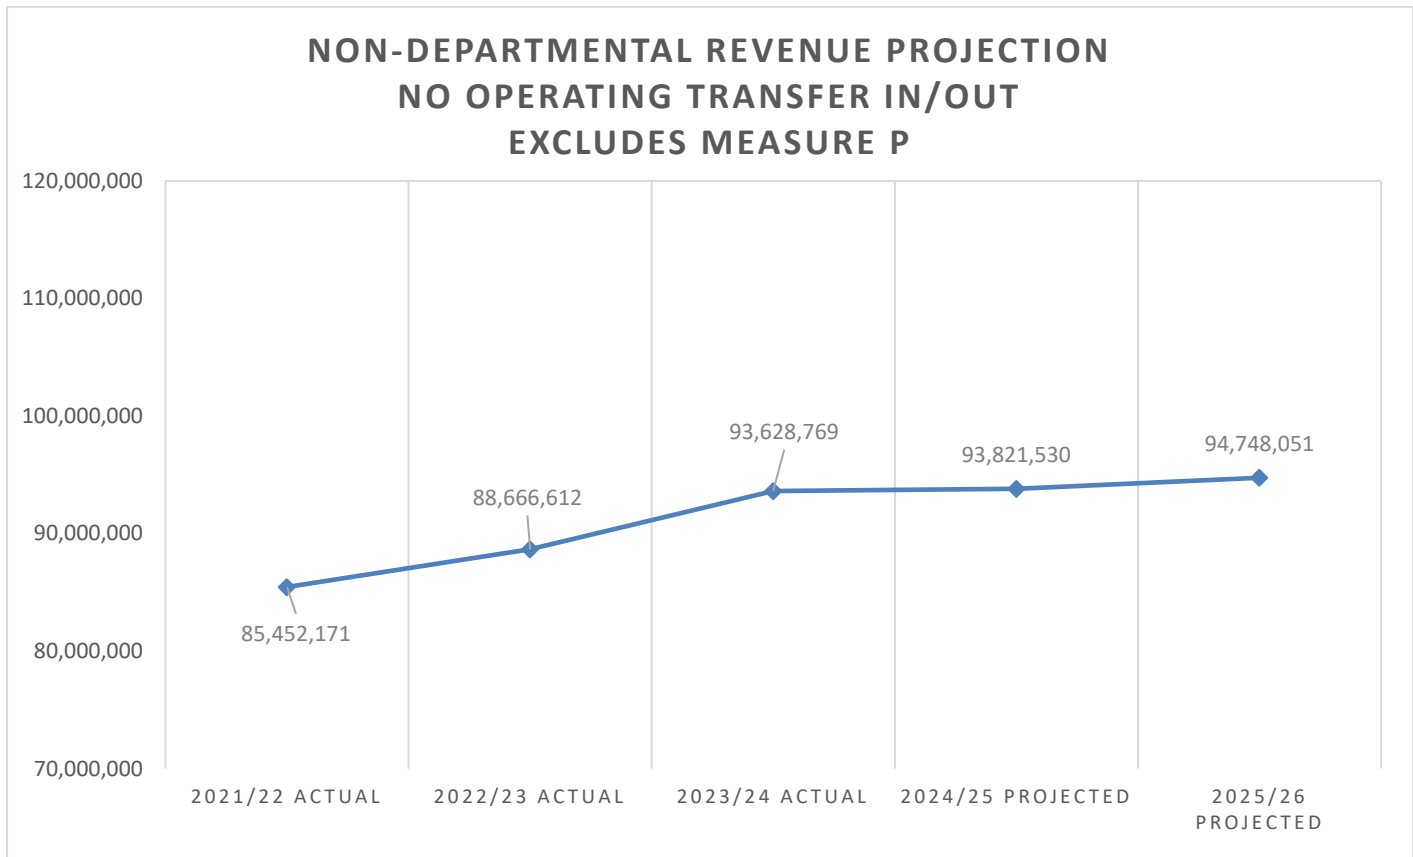 NON-DEPARTMENTAL REVENUE PROJECTION
NO OPERATING TRANSFER IN/OUT
EXCLUDES MEASURE P
120,000,000
110,000,000
100,000,000
90,000,000
80,000,000
70,000,000
85,452,171
88,666,612
93,628,769
93,821,530
94,748,051
2021/22 ACTUAL
2022/23 ACTUAL
2023/24 ACTUAL
2024/25 PROJECTED
2025/26
PROJECTED